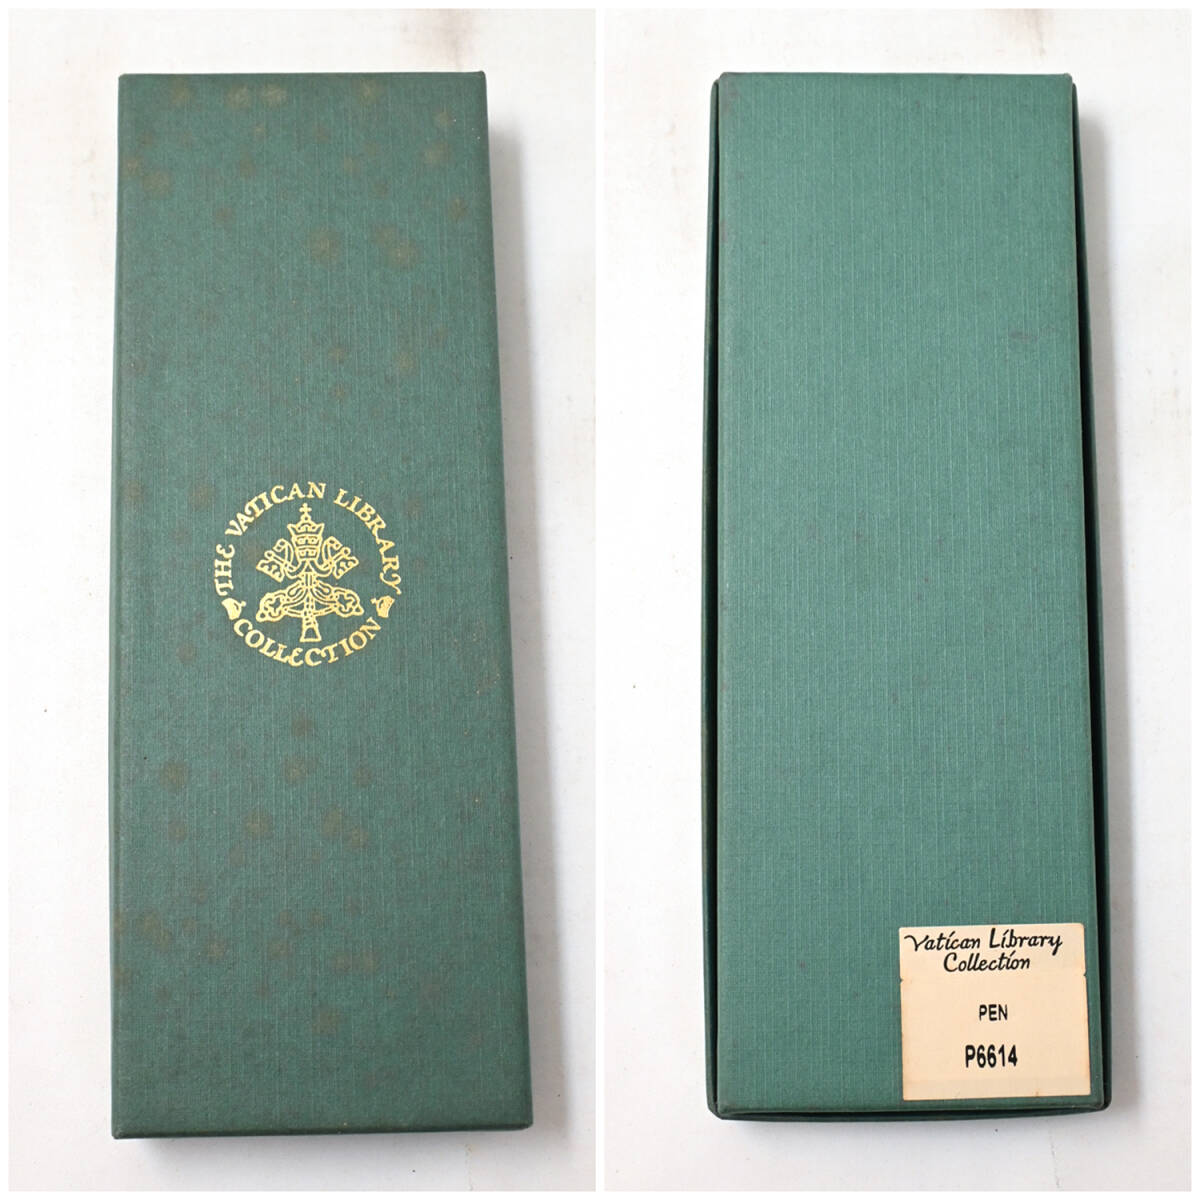 THE VATICAN LIBRARY
COLLECTION
Vatican Library
Collection
PEN
P6614